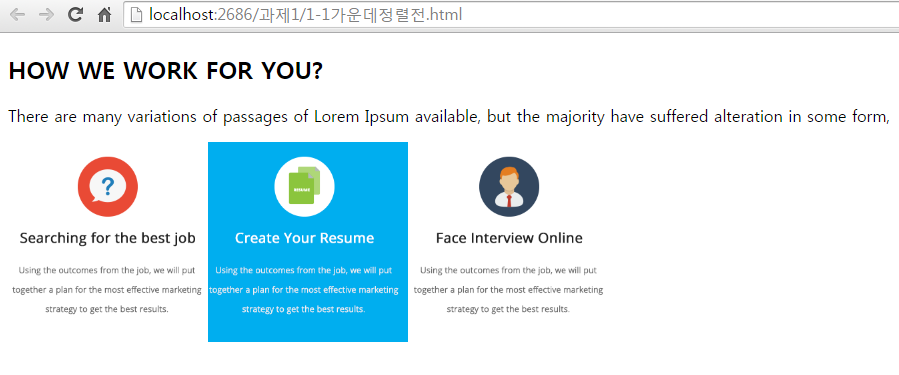 localhost:2686/과제1/1-1가운데정렬전.html
HOW WE WORK FOR YOU?
There are many variations of passages of Lorem Ipsum available, but the majority have suffered alteration in some form,
?
Searching for the best job
Using the outcomes from the job, we will put
together a plan for the most effective marketing
strategy to get the best results.
RESUME
Create Your Resume
Using the outcomes from the job, we will put
together a plan for the most effective marketing
strategy to get the best results.
Face Interview Online
Using the outcomes from the job, we will put
together a plan for the most effective marketing
strategy to get the best results.